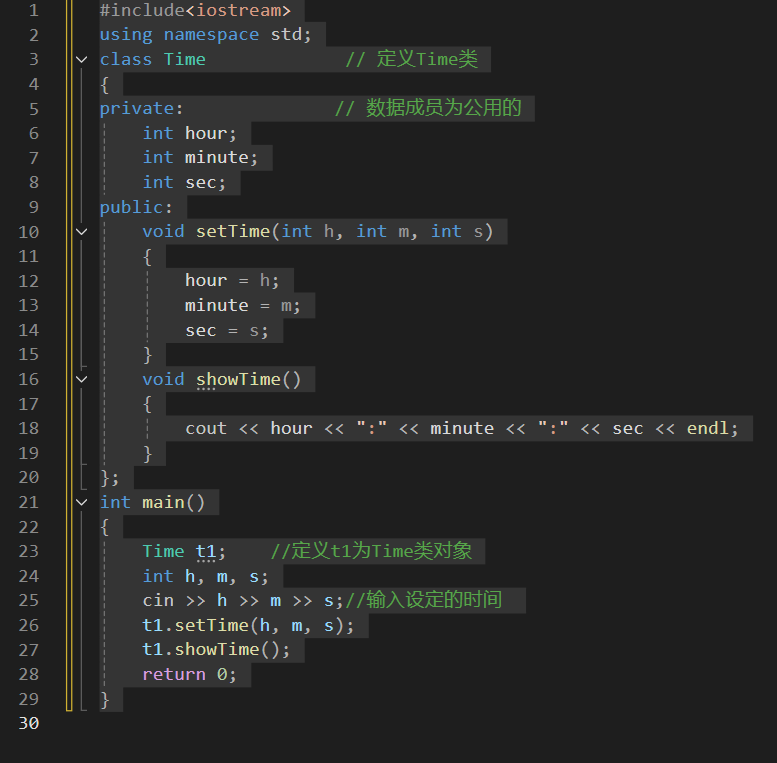 1 #include<iostream>
2 using namespace std;
3 class Time // 定义Time类
4 {
5 private: // 数据成员为公用的
6 int hour;
7 int minute;
8 int sec;
9 public:
10 void setTime(int h, int m, int s)
11 {
12 hour = h;
13 minute = m;
14 sec = s;
15 }
16 void showTime()
17 {
18 cout << hour << ":" << minute << ":" << sec << endl;
19 }
20 };
21 int main()
22 {
23 Time t1; //定义t1为Time类对象
24 int h, m, s;
25 cin >> h >> m >> s;//输入设定的时间
26 t1.setTime(h, m, s);
27 t1.showTime();
28 return 0;
29 }
30